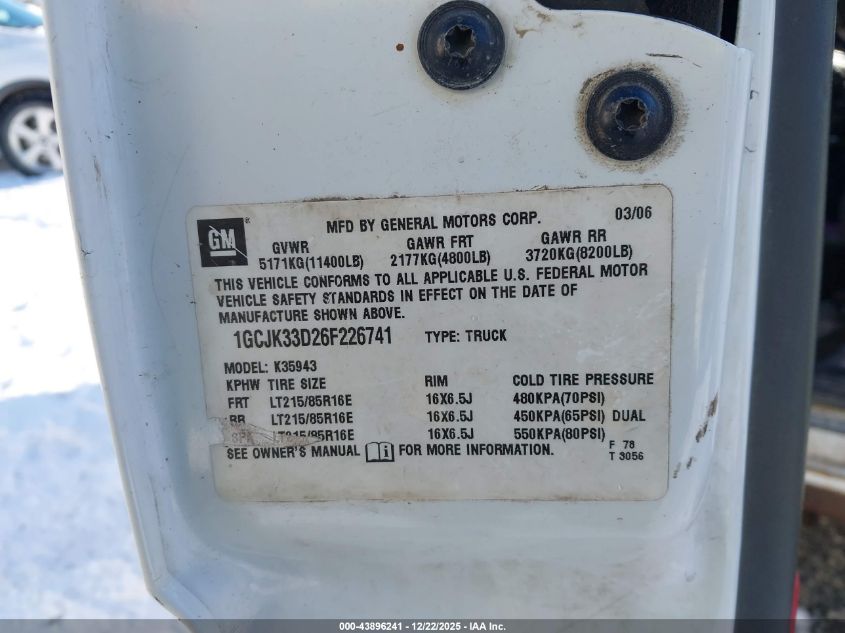 GM
MFD BY GENERAL MOTORS CORP. 03/06
GVWR GAWR FRT GAWR RR
5171KG(11400LB) 2177KG(4800LB) 3720KG(8200LB)
THIS VEHICLE CONFORMS TO ALL APPLICABLE U.S. FEDERAL MOTOR
VEHICLE SAFETY STANDARDS IN EFFECT ON THE DATE OF
MANUFACTURE SHOWN ABOVE.
1GCJK33D26F226741 TYPE: TRUCK
MODEL: K35943
KPHW TIRE SIZE RIM COLD TIRE PRESSURE
FRT LT215/85R16E 16X6.5J 480KPA(70PSI)
RR LT215/85R16E 16X6.5J 450KPA(65PSI) DUAL
LT215/85R16E 16X6.5J 550KPA(80PSI)
SEE OWNER'S MANUAL FOR MORE INFORMATION.
F 78
T 3056
000-43896241 - 12/22/2025 - IAA Inc.